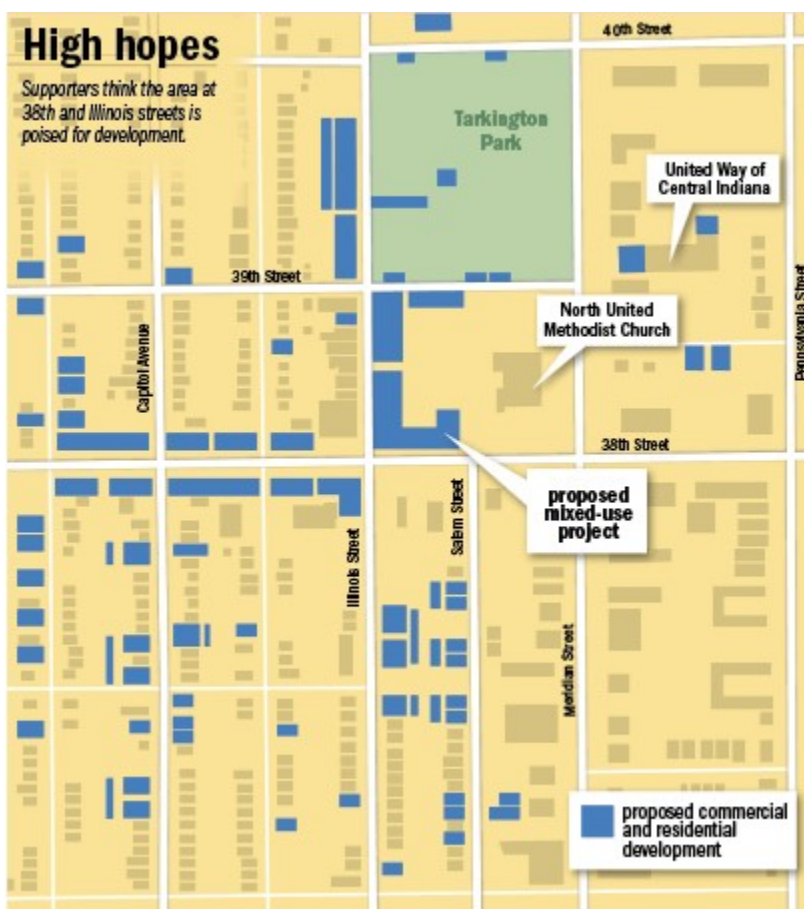 High hopes
Supporters think the area at
38th and Illinois streets is
poised for development.
40th Street
Tarkington
Park
United Way of
Central Indiana
39th Street
Pennsylvania Street
North United
Methodist Church
Capitol Avenue
38th Street
proposed
mixed-use
project
Salem Street
Illinois Street
Meridian Street
proposed commercial
and residential
development